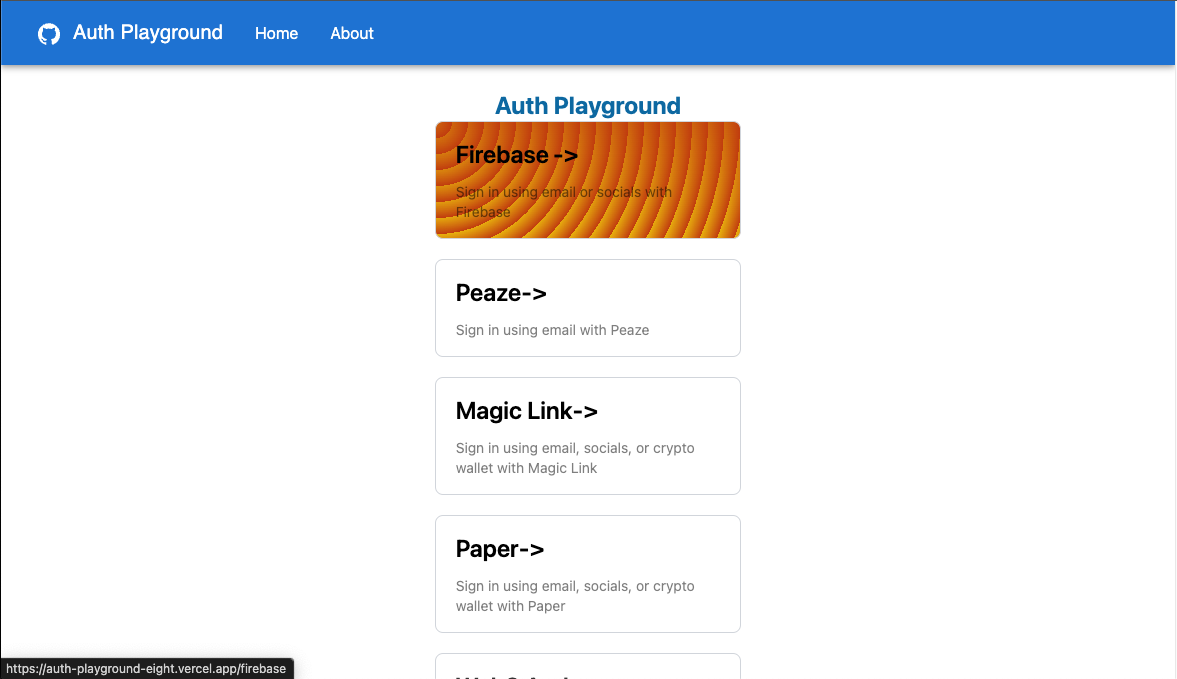 Auth Playground
Home
About
Auth Playground
Firebase ->
Sign in using email or socials with
Firebase
Peaze->
Sign in using email with Peaze
Magic Link->
Sign in using email, socials, or crypto
wallet with Magic Link
Paper->
Sign in using email, socials, or crypto
wallet with Paper
https://auth-playground-eight.vercel.app/firebase